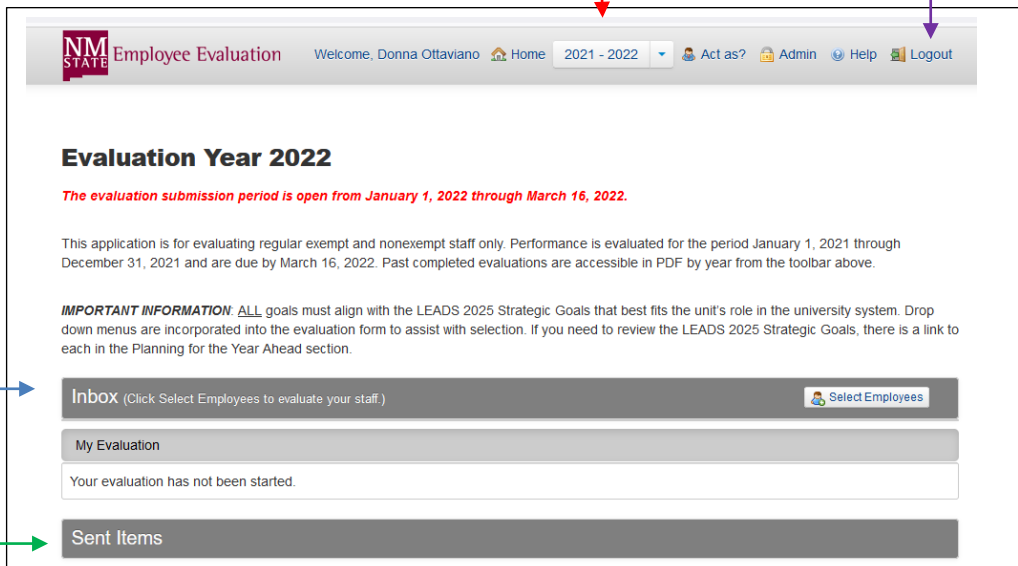 NM STATE Employee Evaluation Welcome, Donna Ottaviano Home 2021 - 2022 Act as? Admin Help Logout
Evaluation Year 2022
The evaluation submission period is open from January 1, 2022 through March 16, 2022.
This application is for evaluating regular exempt and nonexempt staff only. Performance is evaluated for the period January 1, 2021 through
December 31, 2021 and are due by March 16, 2022. Past completed evaluations are accessible in PDF by year from the toolbar above.
IMPORTANT INFORMATION: ALL goals must align with the LEADS 2025 Strategic Goals that best fits the unit's role in the university system. Drop
down menus are incorporated into the evaluation form to assist with selection. If you need to review the LEADS 2025 Strategic Goals, there is a link to
each in the Planning for the Year Ahead section.
Inbox (Click Select Employees to evaluate your staff.) Select Employees
My Evaluation
Your evaluation has not been started.
Sent Items